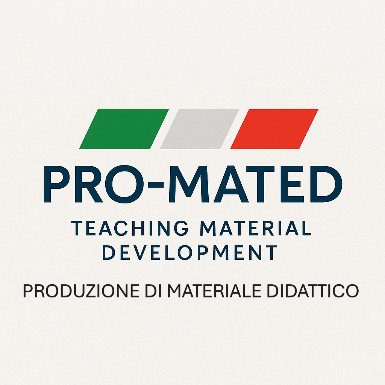 PRO-MATED
TEACHING MATERIAL
DEVELOPMENT
PRODUZIONE DI MATERIALE DIDATTICO